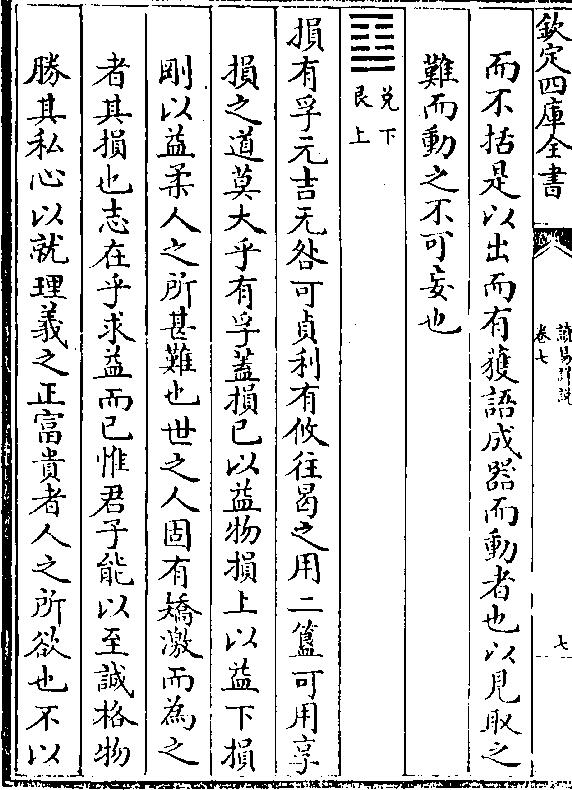 欽定四庫全書
讀易詳說
卷七
七
而不括是以出而有獲語成器而動者也以見取之
難而動之不可妄也
兌下
艮上
損有孚元吉无咎可貞利有攸往曷之用二簋可用享
損之道莫大乎有孚蓋損已以益物損上以益下損
剛以益柔人之所甚難也世之人固有矯激而為之
者其損也志在乎求益而已惟君子能以至誠格物
勝其私心以就理義之正富貴者人之所欲也不以